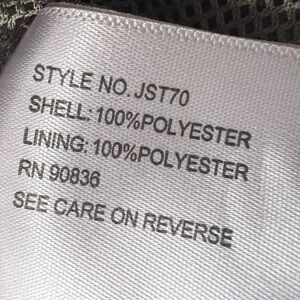 STYLE NO. JST70
SHELL: 100%POLYESTER
LINING: 100%POLYESTER
RN 90836
SEE CARE ON REVERSE